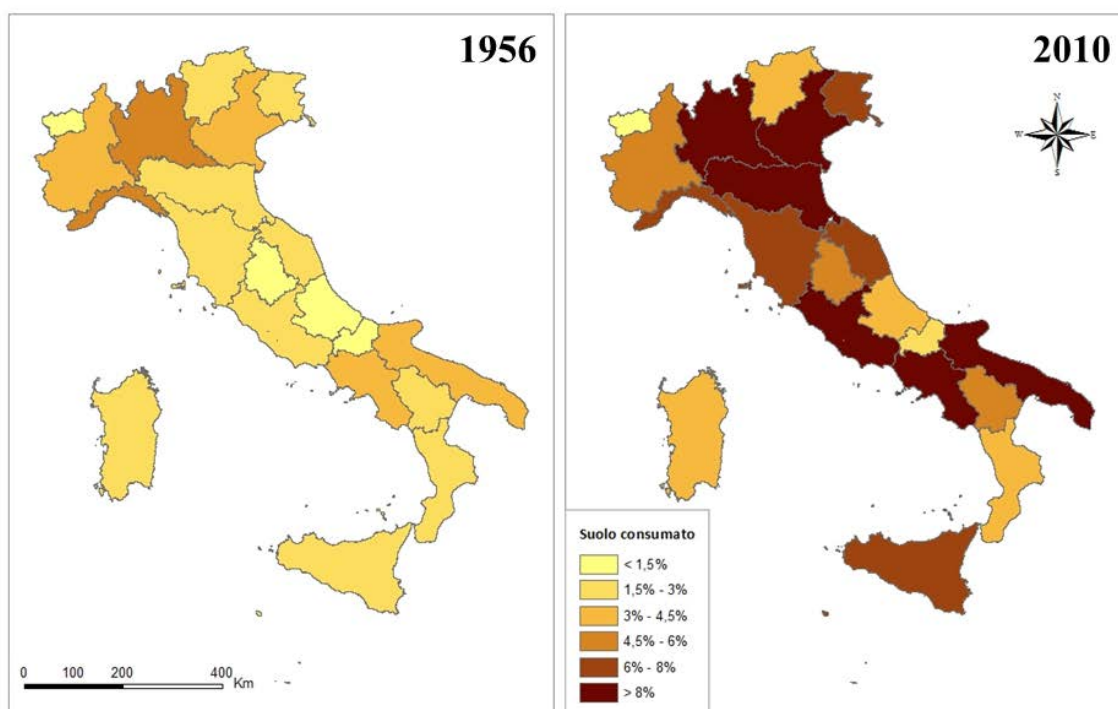 1956
2010
N
W
E
S
Suolo consumato
< 1,5%
1,5% - 3%
3% - 4,5%
4,5% - 6%
6% - 8%
> 8%
0 100 200 400
Km